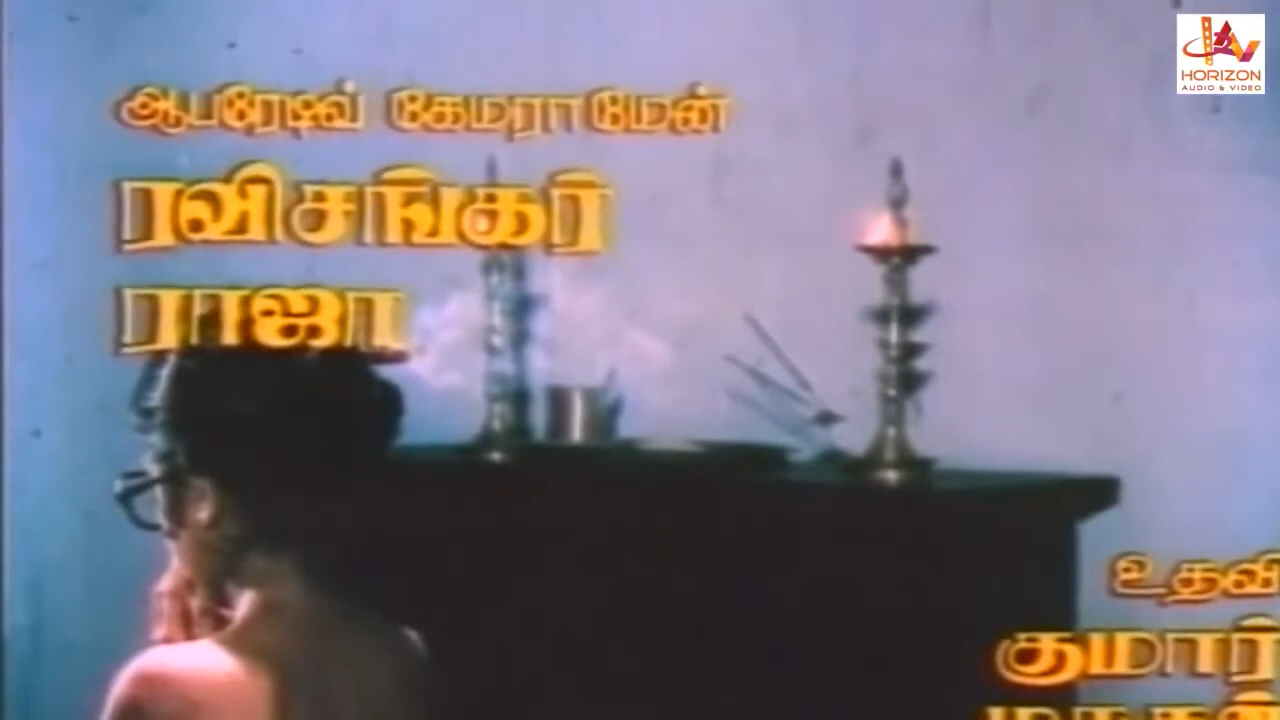 ஆபரேடிவ் கேமராமேன்
ரவிசங்கர்
ராஜா
உதவி
குமார்
HORIZON
AUDIO & VIDEO